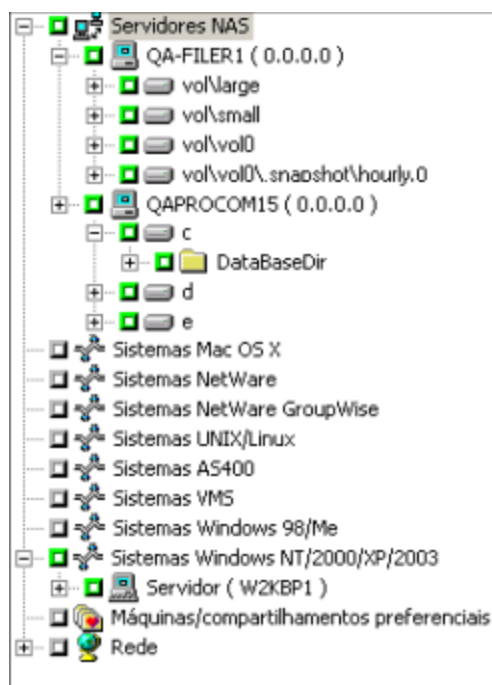 Servidores NAS
QA-FILER1 ( 0.0.0.0 )
vol\large
vol\small
vol\vol0
vol\vol0\.snapshot\hourly.0
QAPROCOM15 ( 0.0.0.0 )
c
DataBaseDir
d
e
Sistemas Mac OS X
Sistemas NetWare
Sistemas NetWare GroupWise
Sistemas UNIX/Linux
Sistemas AS400
Sistemas VMS
Sistemas Windows 98/Me
Sistemas Windows NT/2000/XP/2003
Servidor ( W2KBP1 )
Máquinas/compartilhamentos preferenciais
Rede